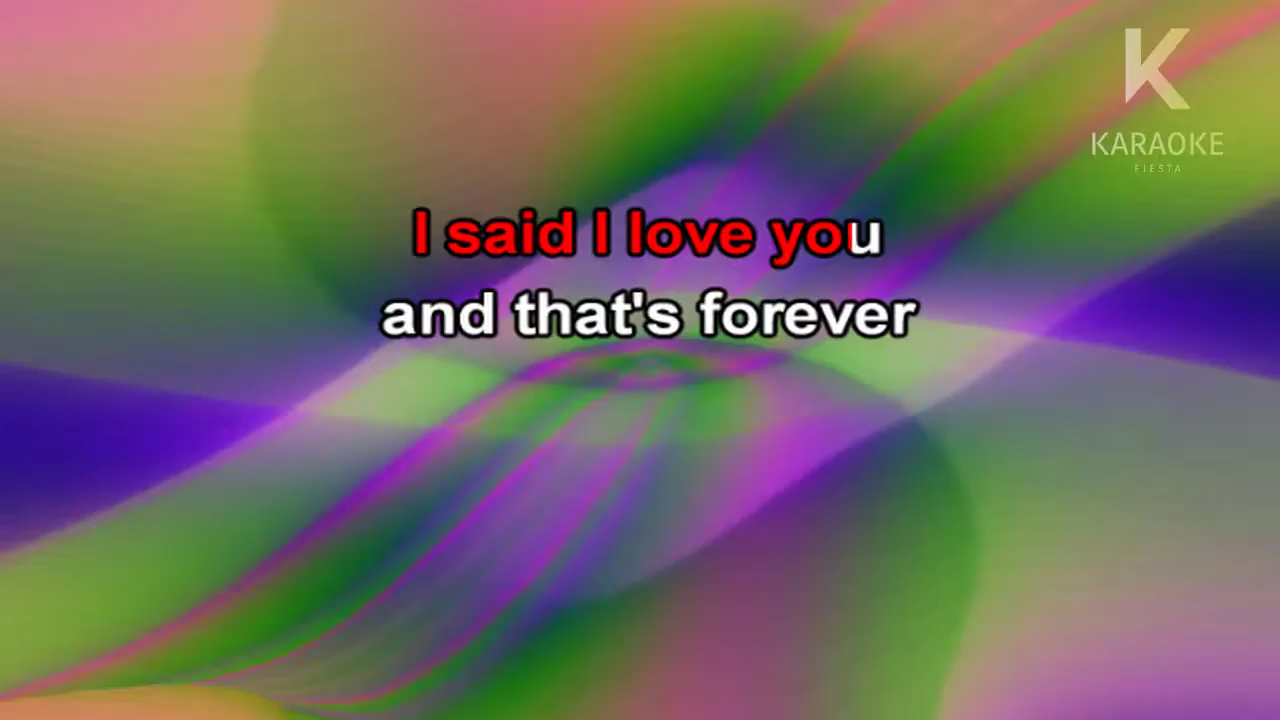 K
KARAOKE
FIESTA
I said I love you
and that's forever